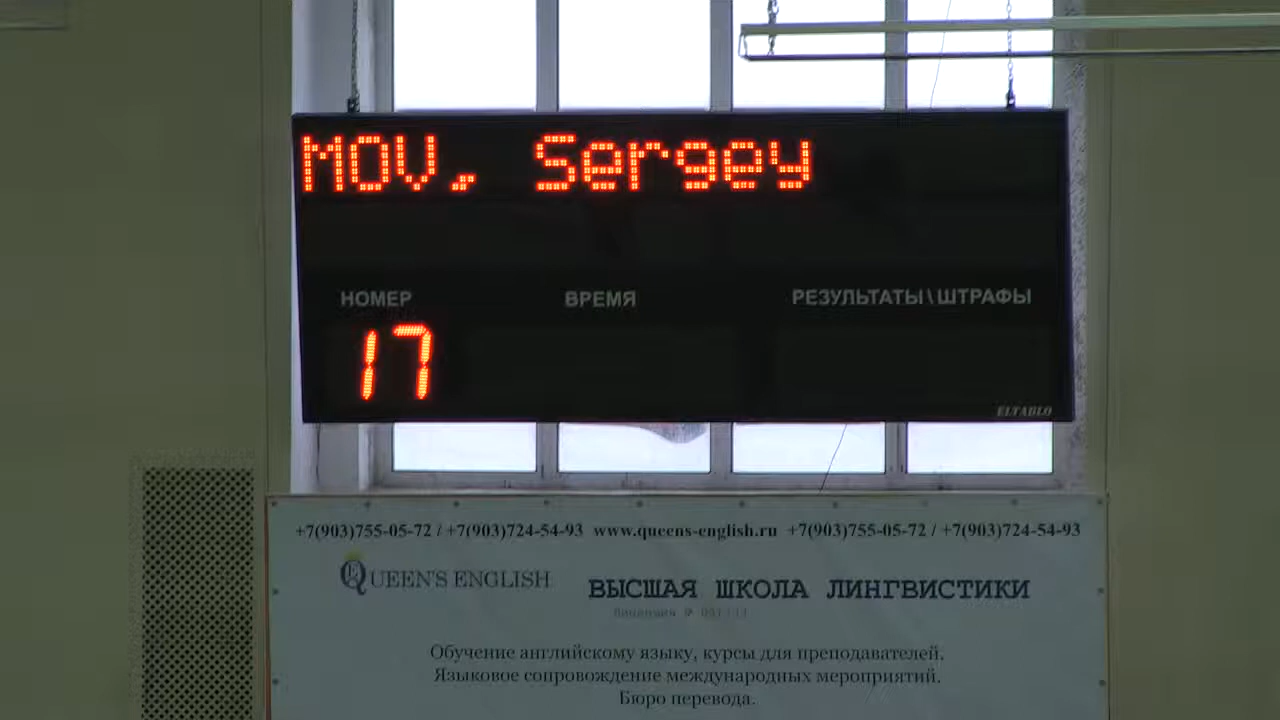 MOV, Sergey
НОМЕР ВРЕМЯ РЕЗУЛЬТАТЫ\ШТРАФЫ
17
ELTABLO
+7(903)755-05-72 / +7(903)724-54-93 www.queens-english.ru +7(903)755-05-72 / +7(903)724-54-93
QUEEN'S ENGLISH ВЫСШАЯ ШКОЛА ЛИНГВИСТИКИ
Лицензия №
Обучение английскому языку, курсы для преподавателей.
Языковое сопровождение международных мероприятий.
Бюро перевода.